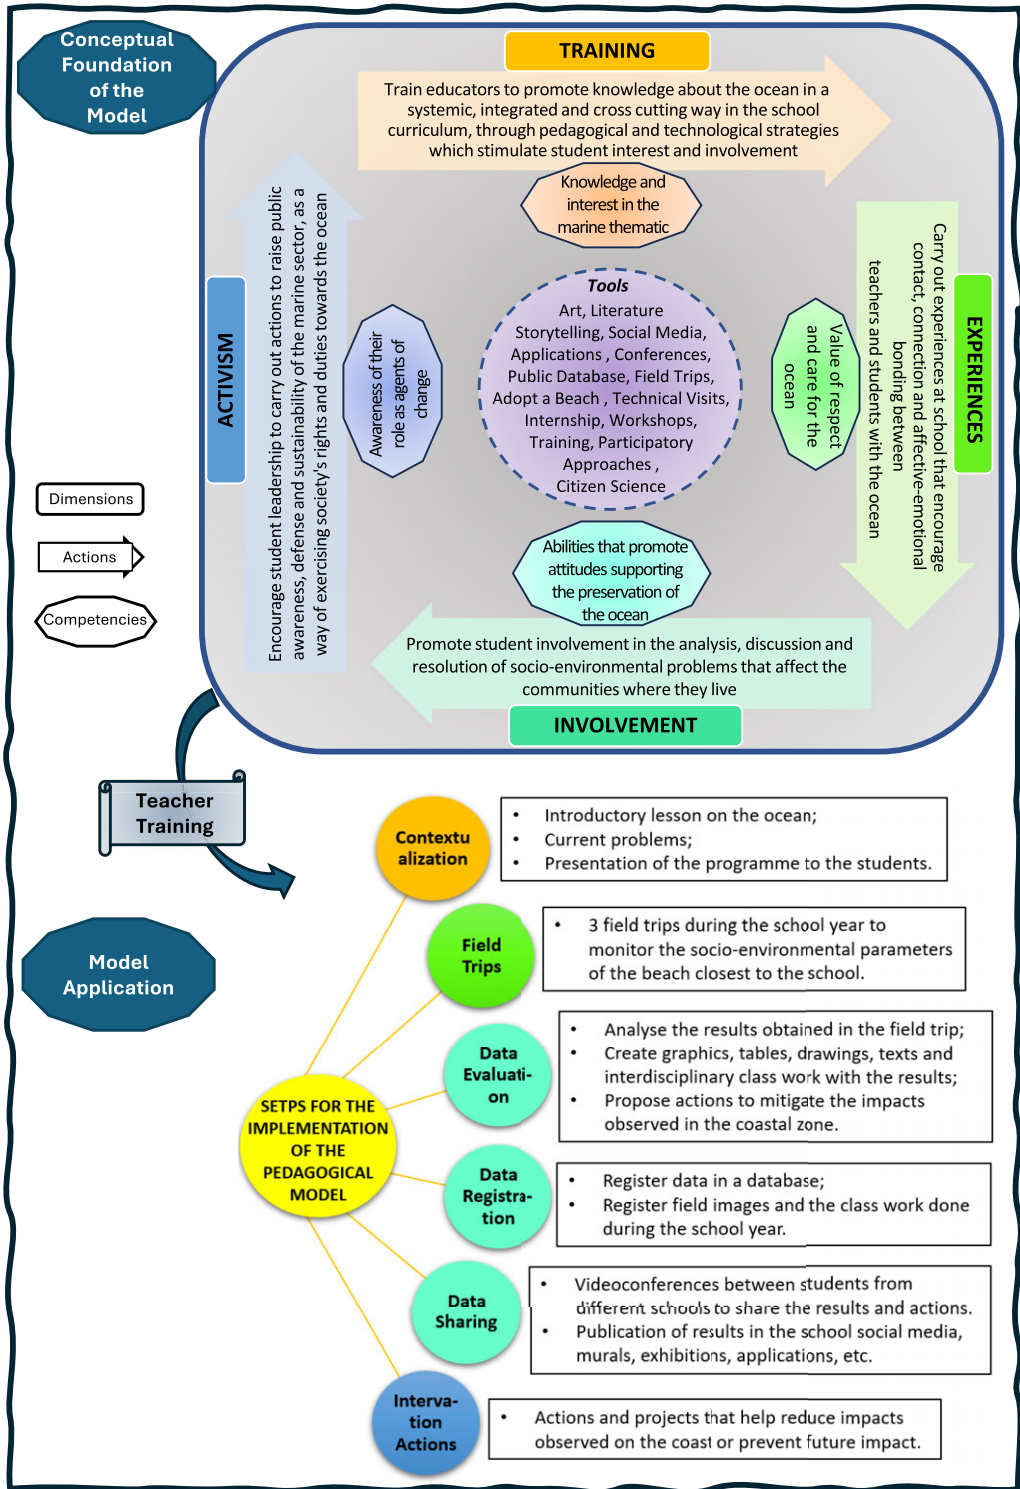 Conceptual
Foundation
of the
Model
TRAINING
Train educators to promote knowledge about the ocean in a
systemic, integrated and cross cutting way in the school
curriculum, through pedagogical and technological strategies
which stimulate student interest and involvement
Knowledge and
interest in the
marine thematic
EXPERIENCES
Carry out experiences at school that encourage
contact, connection and affective-emotional
bonding between
teachers and students with the ocean
Value of respect
and care for the
ocean
Tools
Art, Literature
Storytelling, Social Media,
Applications , Conferences,
Public Database, Field Trips,
Adopt a Beach , Technical Visits,
Internship, Workshops,
Training, Participatory
Approaches ,
Citizen Science
ACTIVISM
Encourage student leadership to carry out actions to raise public
awareness, defense and sustainability of the marine sector, as a
way of exercising society's rights and duties towards the ocean
Awareness of their
role as agents of
change
Abilities that promote
attitudes supporting
the preservation of
the ocean
Promote student involvement in the analysis, discussion and
resolution of socio-environmental problems that affect the
communities where they live
INVOLVEMENT
Dimensions
Actions
Competencies
Teacher
Training
Model
Application
SETPS FOR THE
IMPLEMENTATION
OF THE
PEDAGOGICAL
MODEL
Contextu
alization
• Introductory lesson on the ocean;
• Current problems;
• Presentation of the programme to the students.
Field
Trips
• 3 field trips during the school year to
monitor the socio-environmental parameters
of the beach closest to the school.
Data
Evaluati-
on
• Analyse the results obtained in the field trip;
• Create graphics, tables, drawings, texts and
interdisciplinary class work with the results;
• Propose actions to mitigate the impacts
observed in the coastal zone.
Data
Registra-
tion
• Register data in a database;
• Register field images and the class work done
during the school year.
Data
Sharing
• Videoconferences between students from
different schools to share the results and actions.
• Publication of results in the school social media,
murals, exhibitions, applications, etc.
Interva-
tion
Actions
• Actions and projects that help reduce impacts
observed on the coast or prevent future impact.